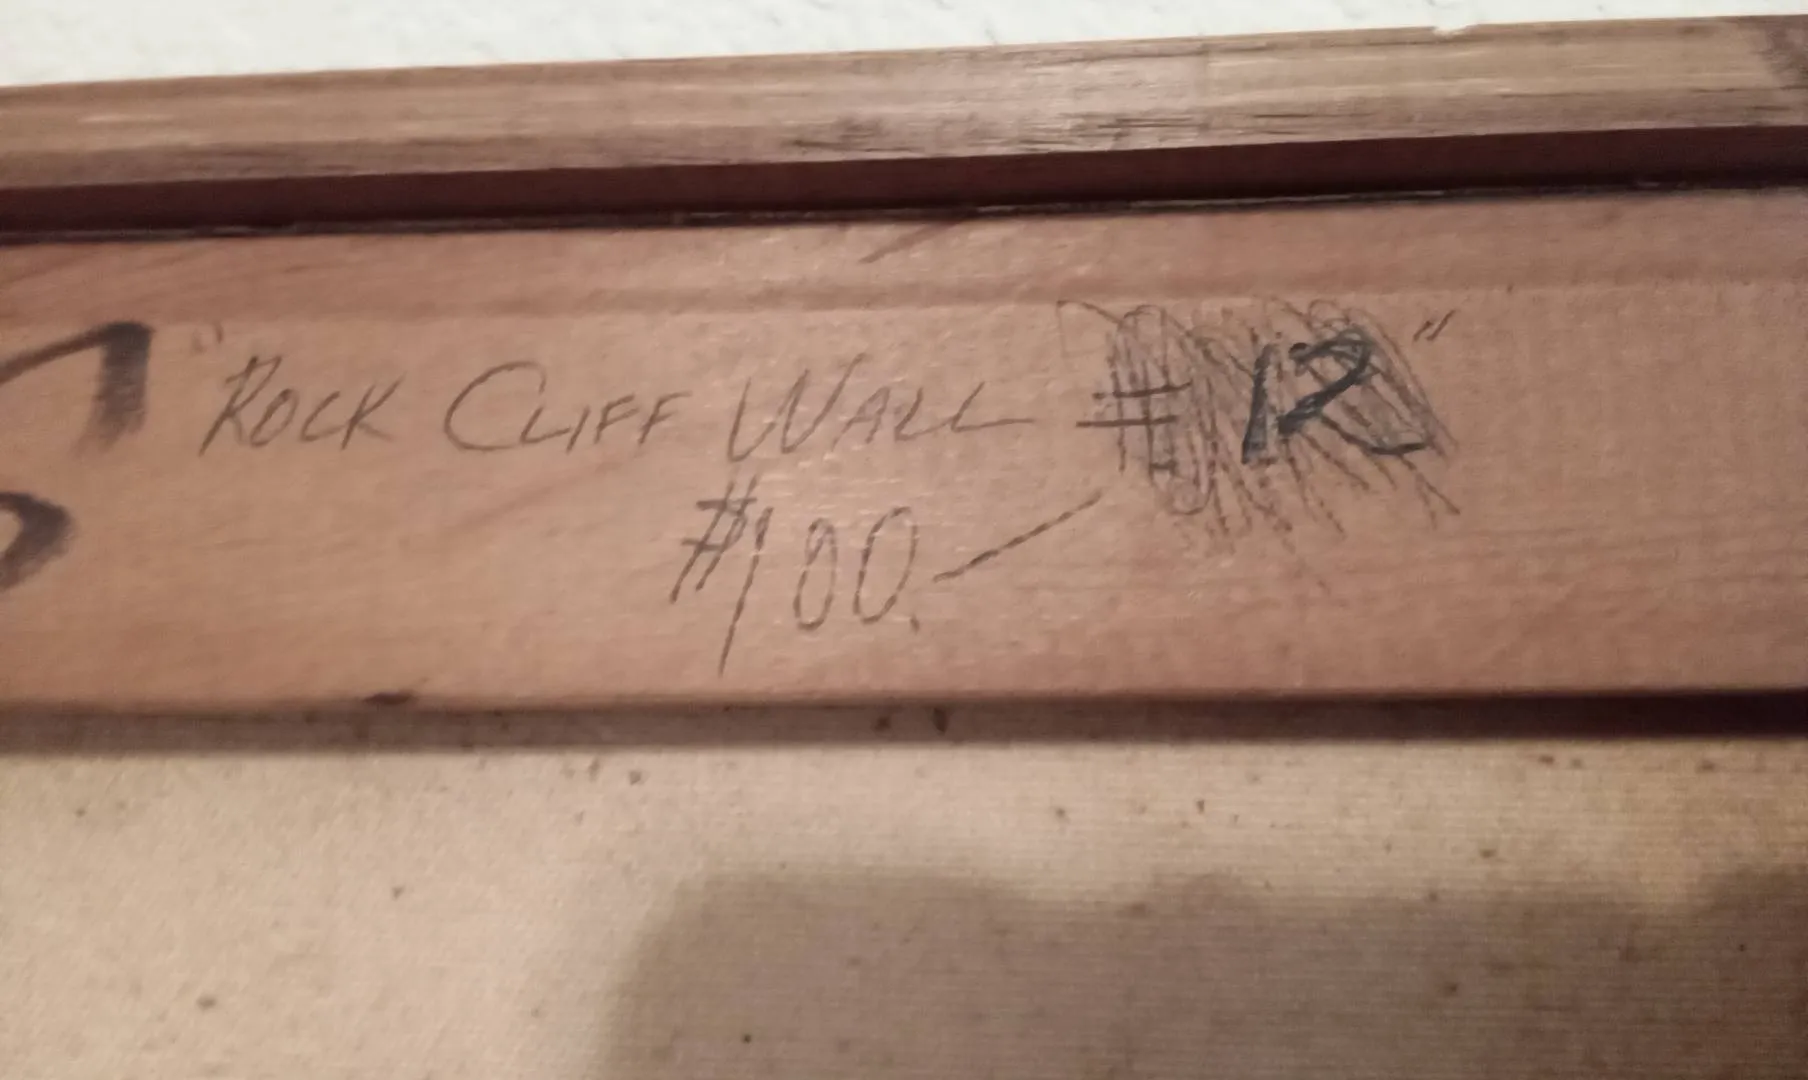 "ROCK CLIFF WALL # 12"
#100.